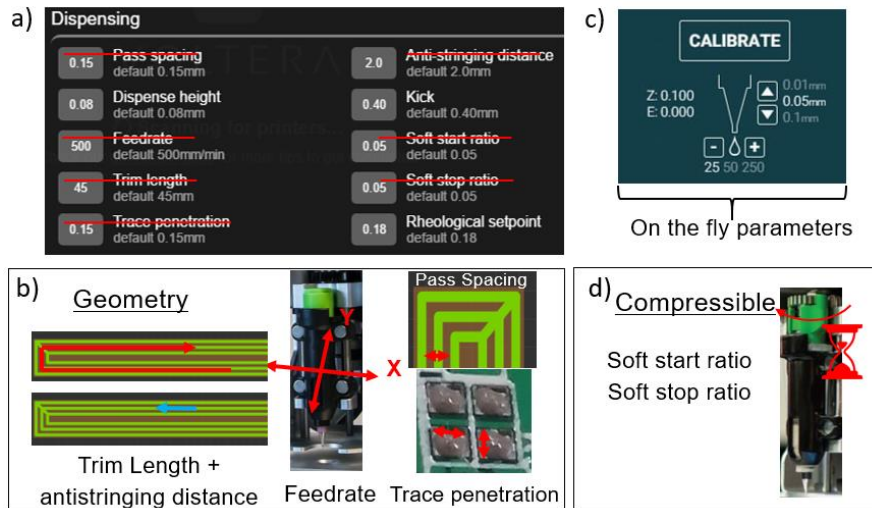 a)
Dispensing
0.15 Pass spacing
default 0.15mm
0.08 Dispense height
default 0.08mm
500 Feedrate
default 500mm/min
45 Trim length
default 45mm
0.15 Trace penetration
default 0.15mm
2.0 Anti-stringing distance
default 2.0mm
0.40 Kick
default 0.40mm
0.05 Soft start ratio
default 0.05
0.05 Soft stop ratio
default 0.05
0.18 Rheological setpoint
default 0.18
c)
CALIBRATE
Z: 0.100
E: 0.000
0.01mm
0.05mm
0.1mm
- +
25 50 250
On the fly parameters
b)
Geometry
Trim Length +
antistringing distance
Y
X
Feedrate
Pass Spacing
Trace penetration
d)
Compressible
Soft start ratio
Soft stop ratio